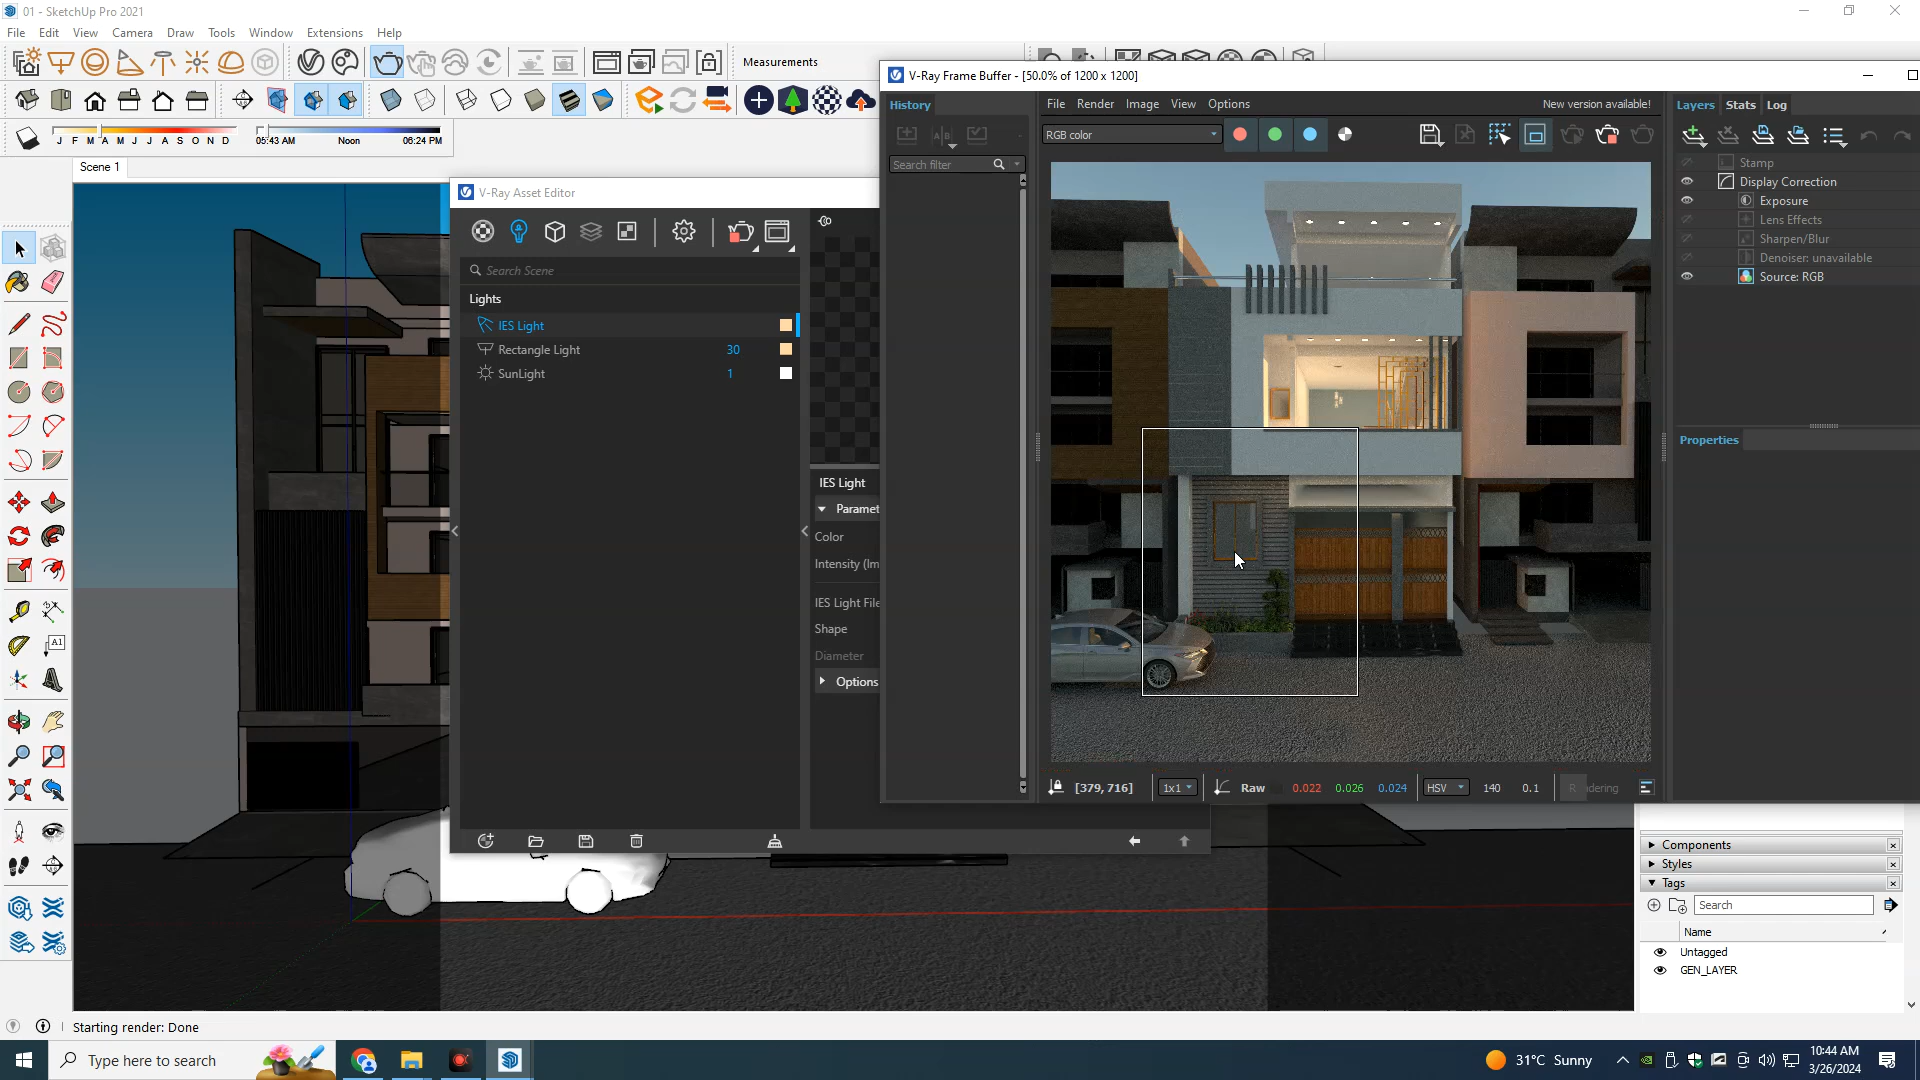 01 - SketchUp Pro 2021
File Edit View Camera Draw Tools Window Extensions Help
Measurements
J F M A M J J A S O N D
05:43 AM Noon 06:24 PM
Scene 1
V-Ray Asset Editor
Search Scene
Lights
IES Light
Rectangle Light 30
SunLight 1
IES Light
Paramet
Color
Intensity (lm
IES Light File
Shape
Diameter
Options
V-Ray Frame Buffer - [50.0% of 1200 x 1200]
History
File Render Image View Options
New version available!
RGB color
Search filter
[379, 716]
1x1
Raw 0.022 0.026 0.024
HSV 140 0.1
Layers Stats Log
Stamp
Display Correction
Exposure
Lens Effects
Sharpen/Blur
Denoiser: unavailable
Source: RGB
Properties
A1
Components
Styles
Tags
Search
Name
Untagged
GEN_LAYER
Starting render: Done
Type here to search
31°C Sunny
10:44 AM
3/26/2024